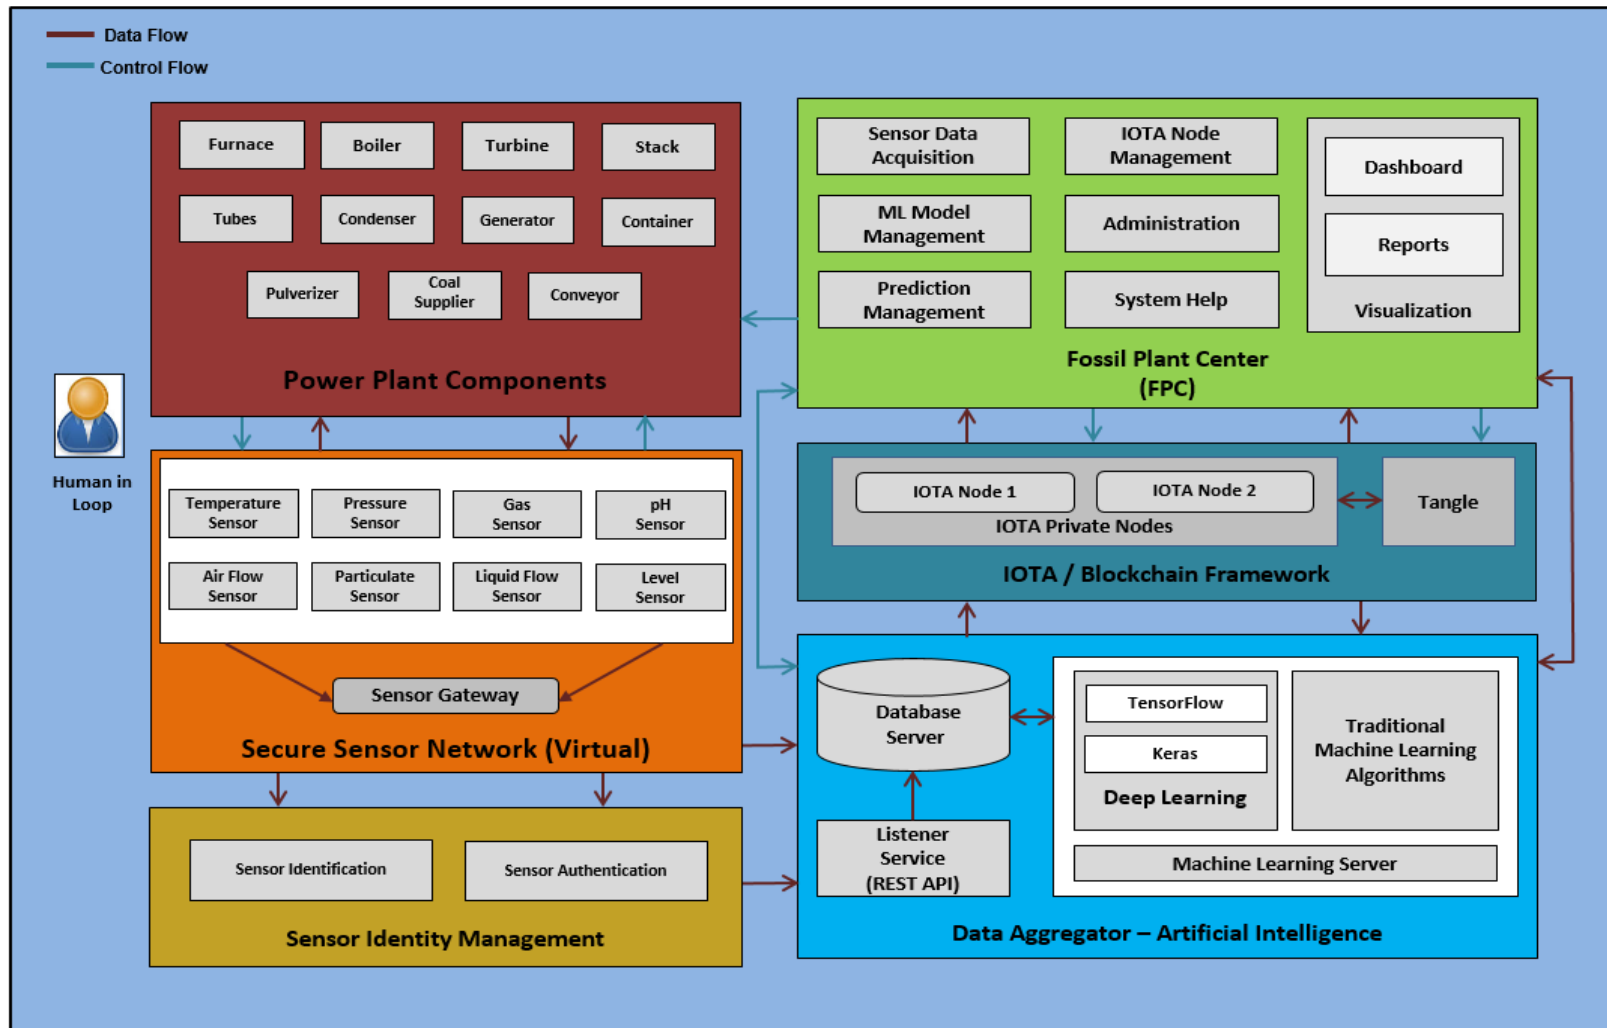 Data Flow
Control Flow
Furnace
Boiler
Turbine
Stack
Tubes
Condenser
Generator
Container
Pulverizer
Coal
Supplier
Conveyor
Power Plant Components
Human in
Loop
Temperature
Sensor
Pressure
Sensor
Gas
Sensor
pH
Sensor
Air Flow
Sensor
Particulate
Sensor
Liquid Flow
Sensor
Level
Sensor
Sensor Gateway
Secure Sensor Network (Virtual)
Sensor Identification
Sensor Authentication
Sensor Identity Management
Sensor Data
Acquisition
IOTA Node
Management
ML Model
Management
Administration
Prediction
Management
System Help
Dashboard
Reports
Visualization
Fossil Plant Center
(FPC)
IOTA Node 1
IOTA Node 2
IOTA Private Nodes
Tangle
IOTA / Blockchain Framework
Database
Server
Listener
Service
(REST API)
TensorFlow
Keras
Deep Learning
Traditional
Machine Learning
Algorithms
Machine Learning Server
Data Aggregator – Artificial Intelligence